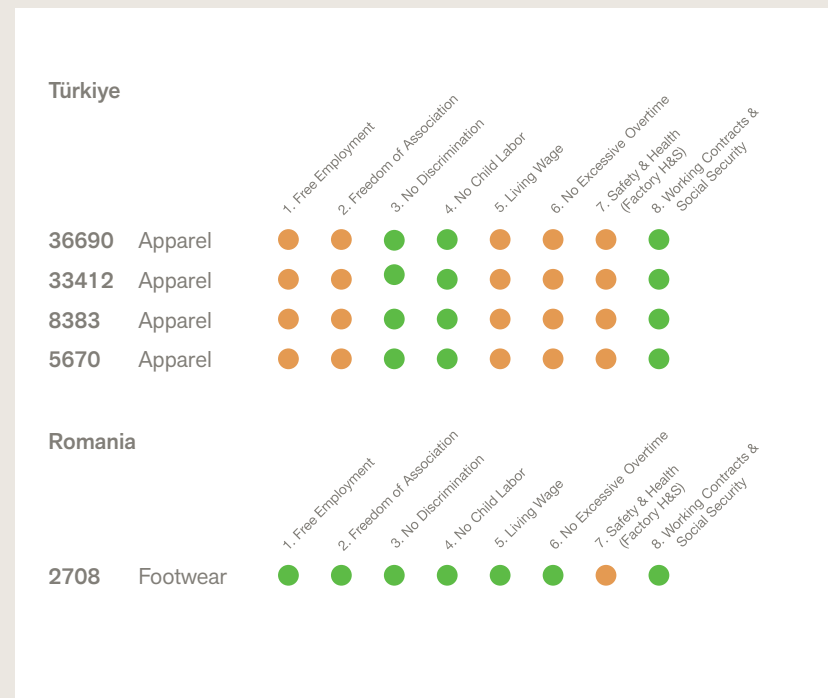 Türkiye
1. Free Employment
2. Freedom of Association
3. No Discrimination
4. No Child Labor
5. Living Wage
6. No Excessive Overtime
7. Safety & Health
(Factory H&S)
8. Working Contracts &
Social Security
36690 Apparel
33412 Apparel
8383 Apparel
5670 Apparel
Romania
1. Free Employment
2. Freedom of Association
3. No Discrimination
4. No Child Labor
5. Living Wage
6. No Excessive Overtime
7. Safety & Health
(Factory H&S)
8. Working Contracts &
Social Security
2708 Footwear